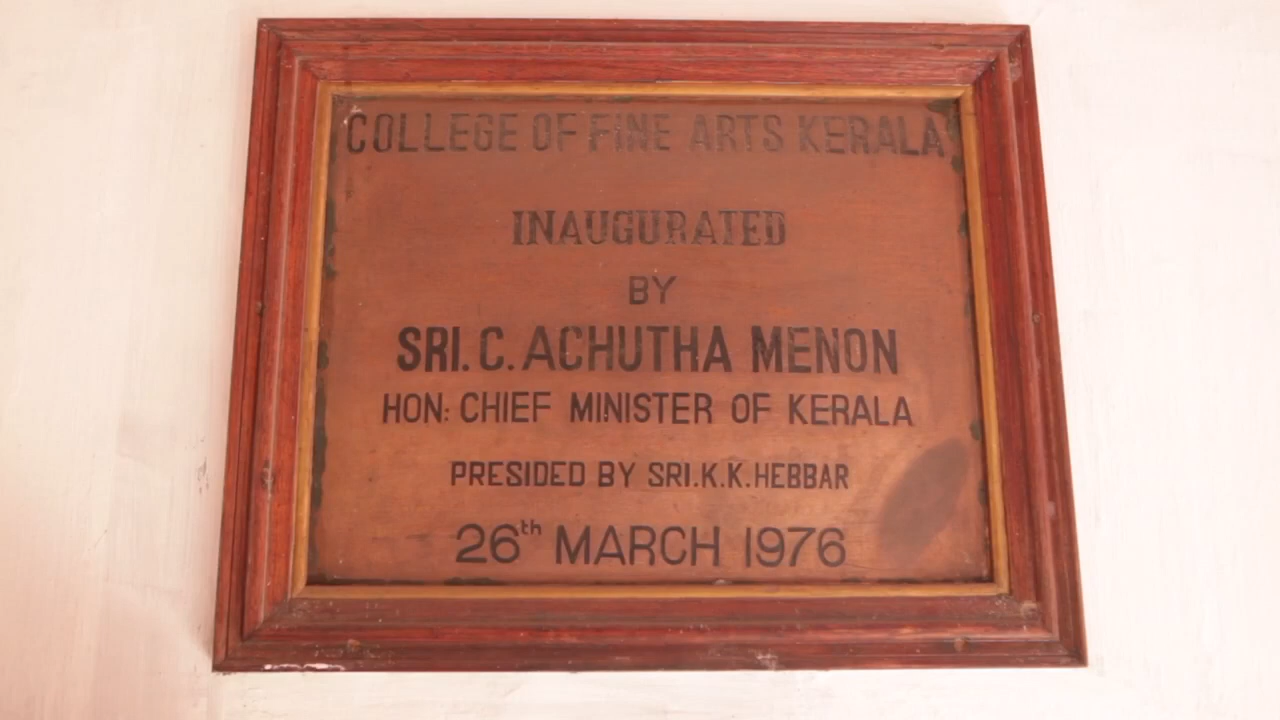 COLLEGE OF FINE ARTS KERALA
INAUGURATED
BY
SRI. C. ACHUTHA MENON
HON: CHIEF MINISTER OF KERALA
PRESIDED BY SRI.K.K.HEBBAR
26th MARCH 1976